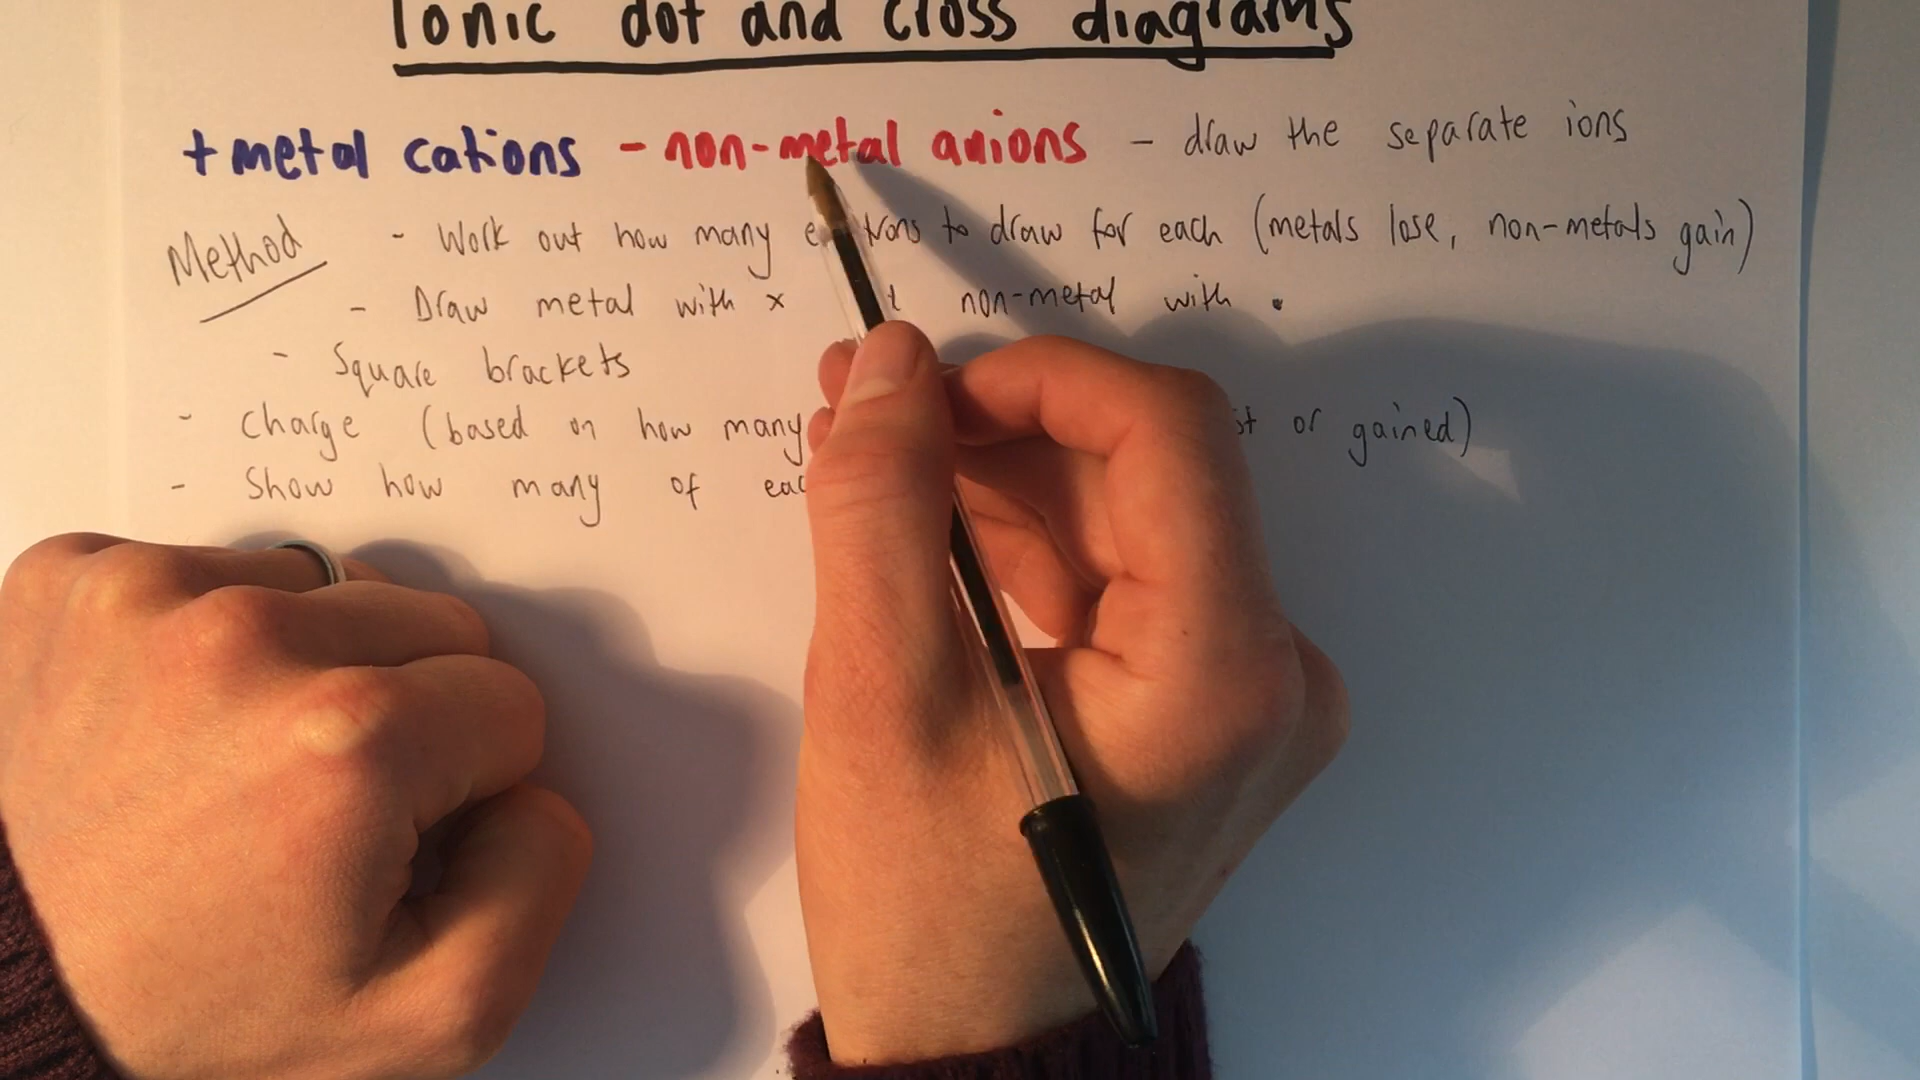 Ionic dot and cross diagrams
+ metal cations - non-metal anions - draw the separate ions
Method - Work out how many to draw for each (metals lose, non-metals gain)
- Draw metal with x non-metal with •
- Square brackets
- Charge (based on how many or gained)
- Show how many of